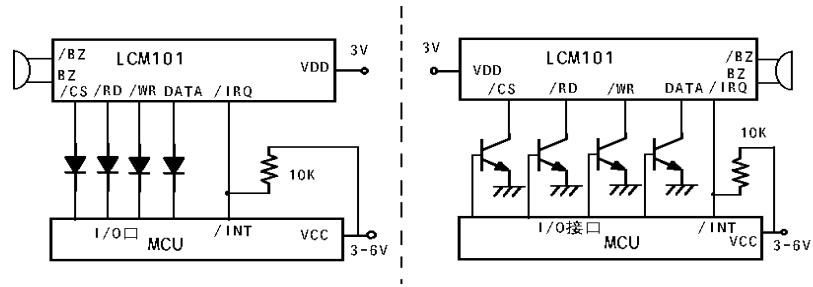 /BZ
LCM101
BZ
VDD
3V
/CS /RD /WR DATA /IRQ
10K
I/O口
/INT
VCC
MCU
3-6V
3V
LCM101
/BZ
VDD
BZ
/CS /RD /WR DATA /IRQ
10K
I/O接口
/INT
MCU
VCC
3-6V